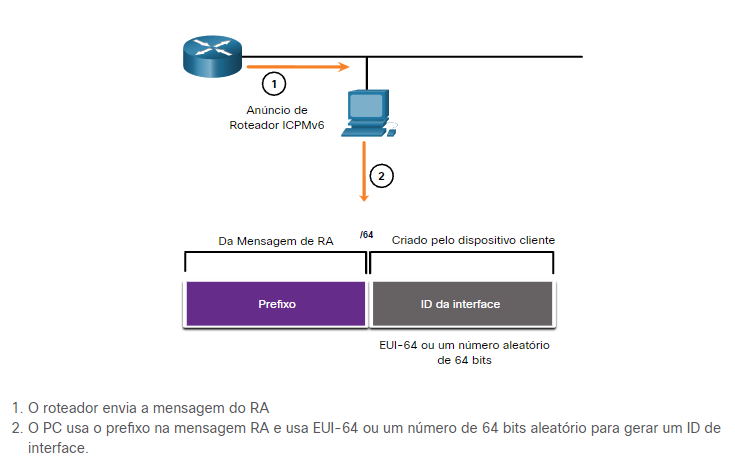 1
Anúncio de
Roteador ICPMv6
2
/64
Da Mensagem de RA
Criado pelo dispositivo cliente
Prefixo
ID da interface
EUI-64 ou um número aleatório
de 64 bits
1. O roteador envia a mensagem do RA
2. O PC usa o prefixo na mensagem RA e usa EUI-64 ou um número de 64 bits aleatório para gerar um ID de
interface.